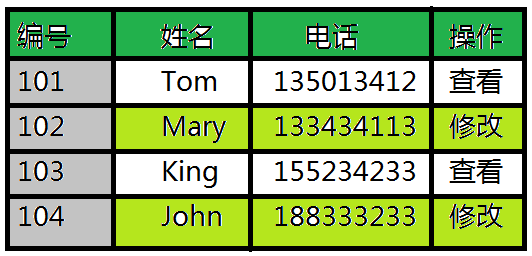 编号 姓名 电话 操作
101 Tom 135013412 查看
102 Mary 133434113 修改
103 King 155234233 查看
104 John 188333233 修改